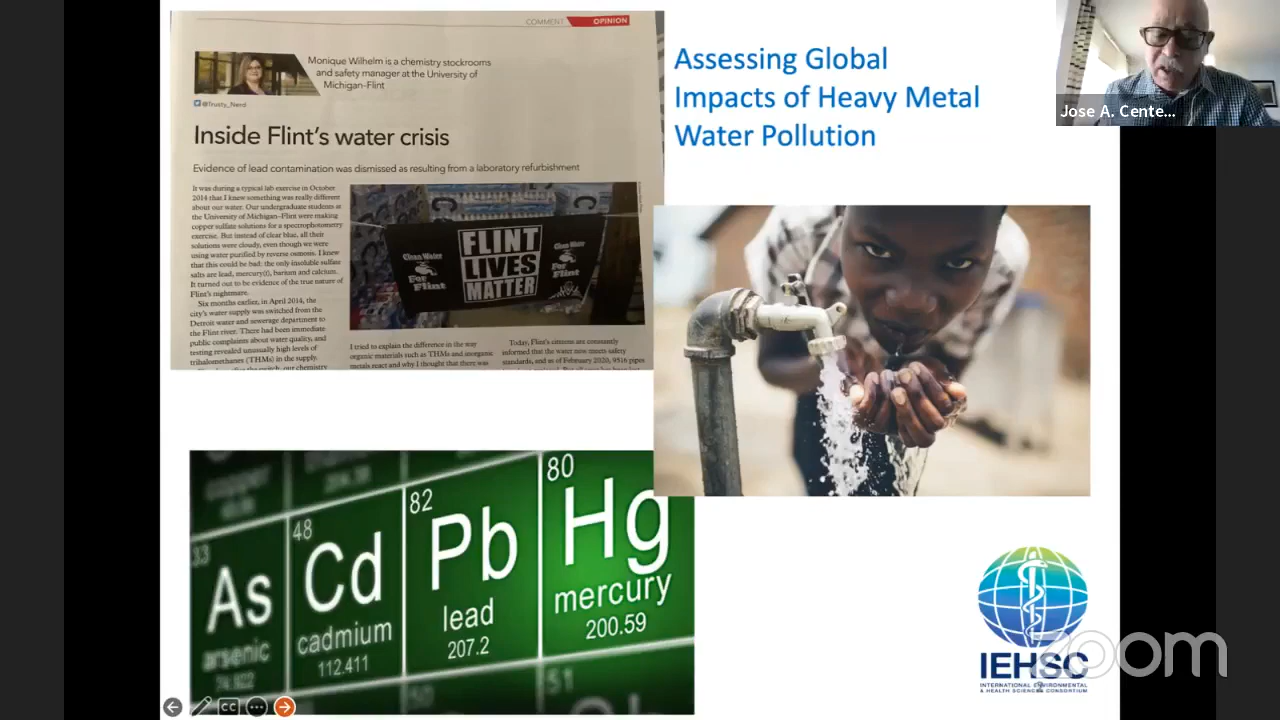 COMMENT OPINION
Monique Wilhelm is a chemistry stockrooms
and safety manager at the University of
Michigan-Flint
@Trusty_Nerd
Inside Flint's water crisis
Evidence of lead contamination was dismissed as resulting from a laboratory refurbishment
It was during a typical lab exercise in October
2014 that I knew something was really different
about our water. Our undergraduate students at
the University of Michigan–Flint were making
copper sulfate solutions for a spectrophotometry
exercise. But instead of clear blue, all their
solutions were cloudy, even though we were
using water purified by reverse osmosis. I knew
that this could be bad: the only insoluble sulfate
salts are lead, mercury(I), barium and calcium.
It turned out to be evidence of the true nature of
Flint's nightmare.
Six months earlier, in April 2014, the
city's water supply was switched from the
Detroit water and sewerage department to
the Flint river. There had been immediate
public complaints about water quality, and
testing revealed unusually high levels of
trihalomethanes (THMs) in the supply.
Clean Water
For
Flint
FLINT
LIVES
MATTER
Clean Water
for
Flint
I tried to explain the difference in the way
organic materials such as THMs and inorganic
metals react and why I thought that there was
Today, Flint's citizens are constantly
informed that the water now meets safety
standards, and as of February 2020, 9516 pipes
Assessing Global
Impacts of Heavy Metal
Water Pollution
Jose A. Cente...
copper
33
As
arsenic
74.922
48
Cd
cadmium
112.411
82
Pb
lead
207.2
80
Hg
mercury
200.59
51
IEHSC
INTERNATIONAL ENVIRONMENTAL
& HEALTH SCIENCES CONSORTIUM
zoom
CC